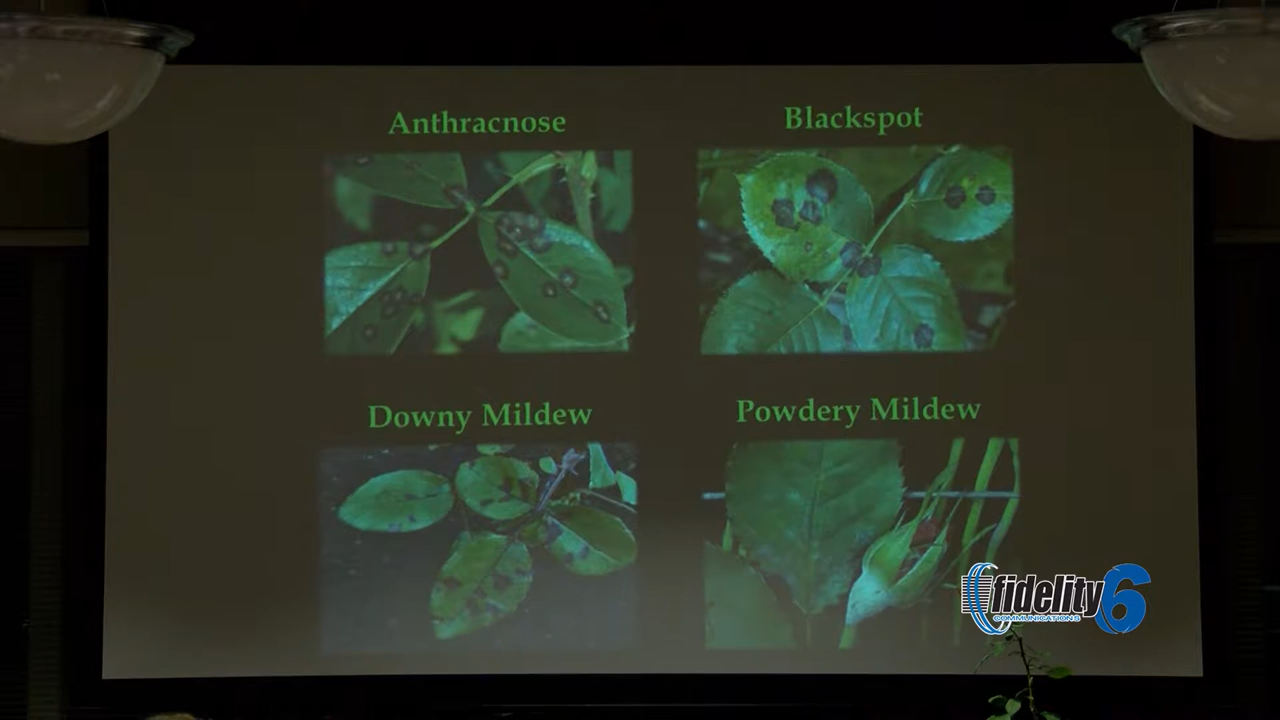 Anthracnose
Blackspot
Downy Mildew
Powdery Mildew
fidelity 6
COMMUNICATIONS